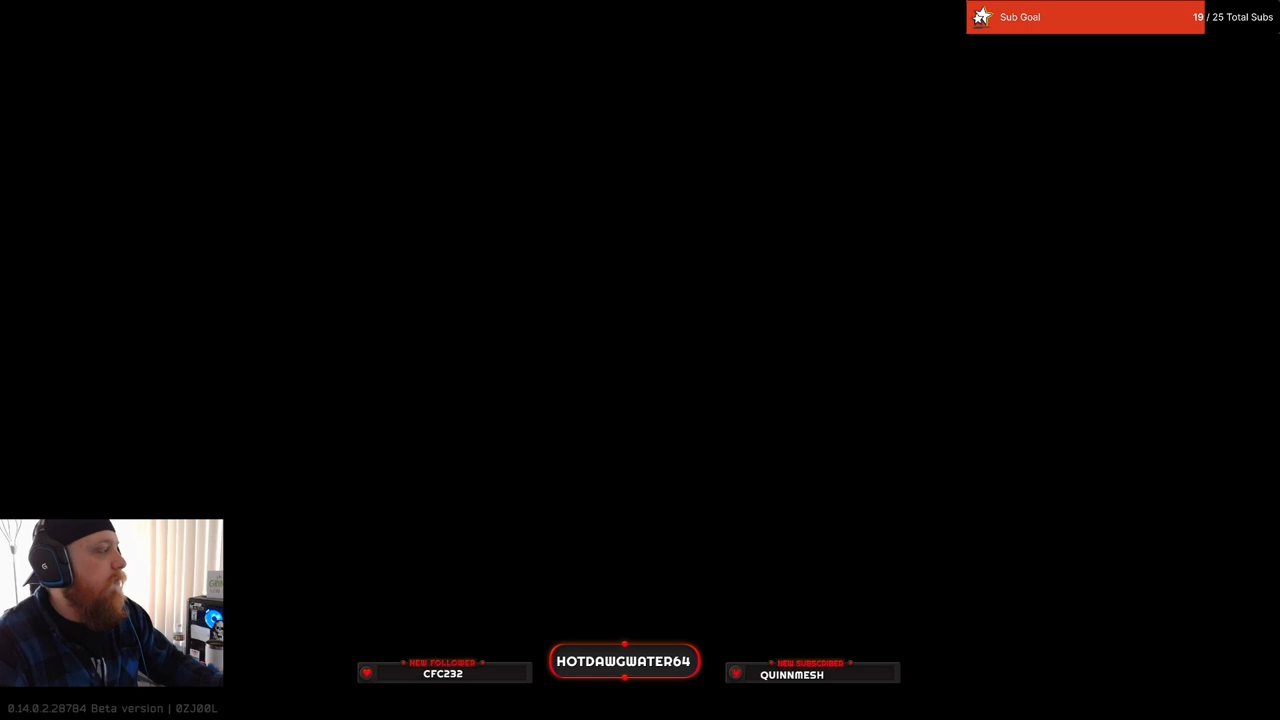 Sub Goal
19 / 25 Total Subs
NEW FOLLOWER
CFC232
HOTDAWGWATER64
NEW SUBSCRIBER
QUINNMESH
0.14.0.2.28784 Beta version | 0ZJ00L